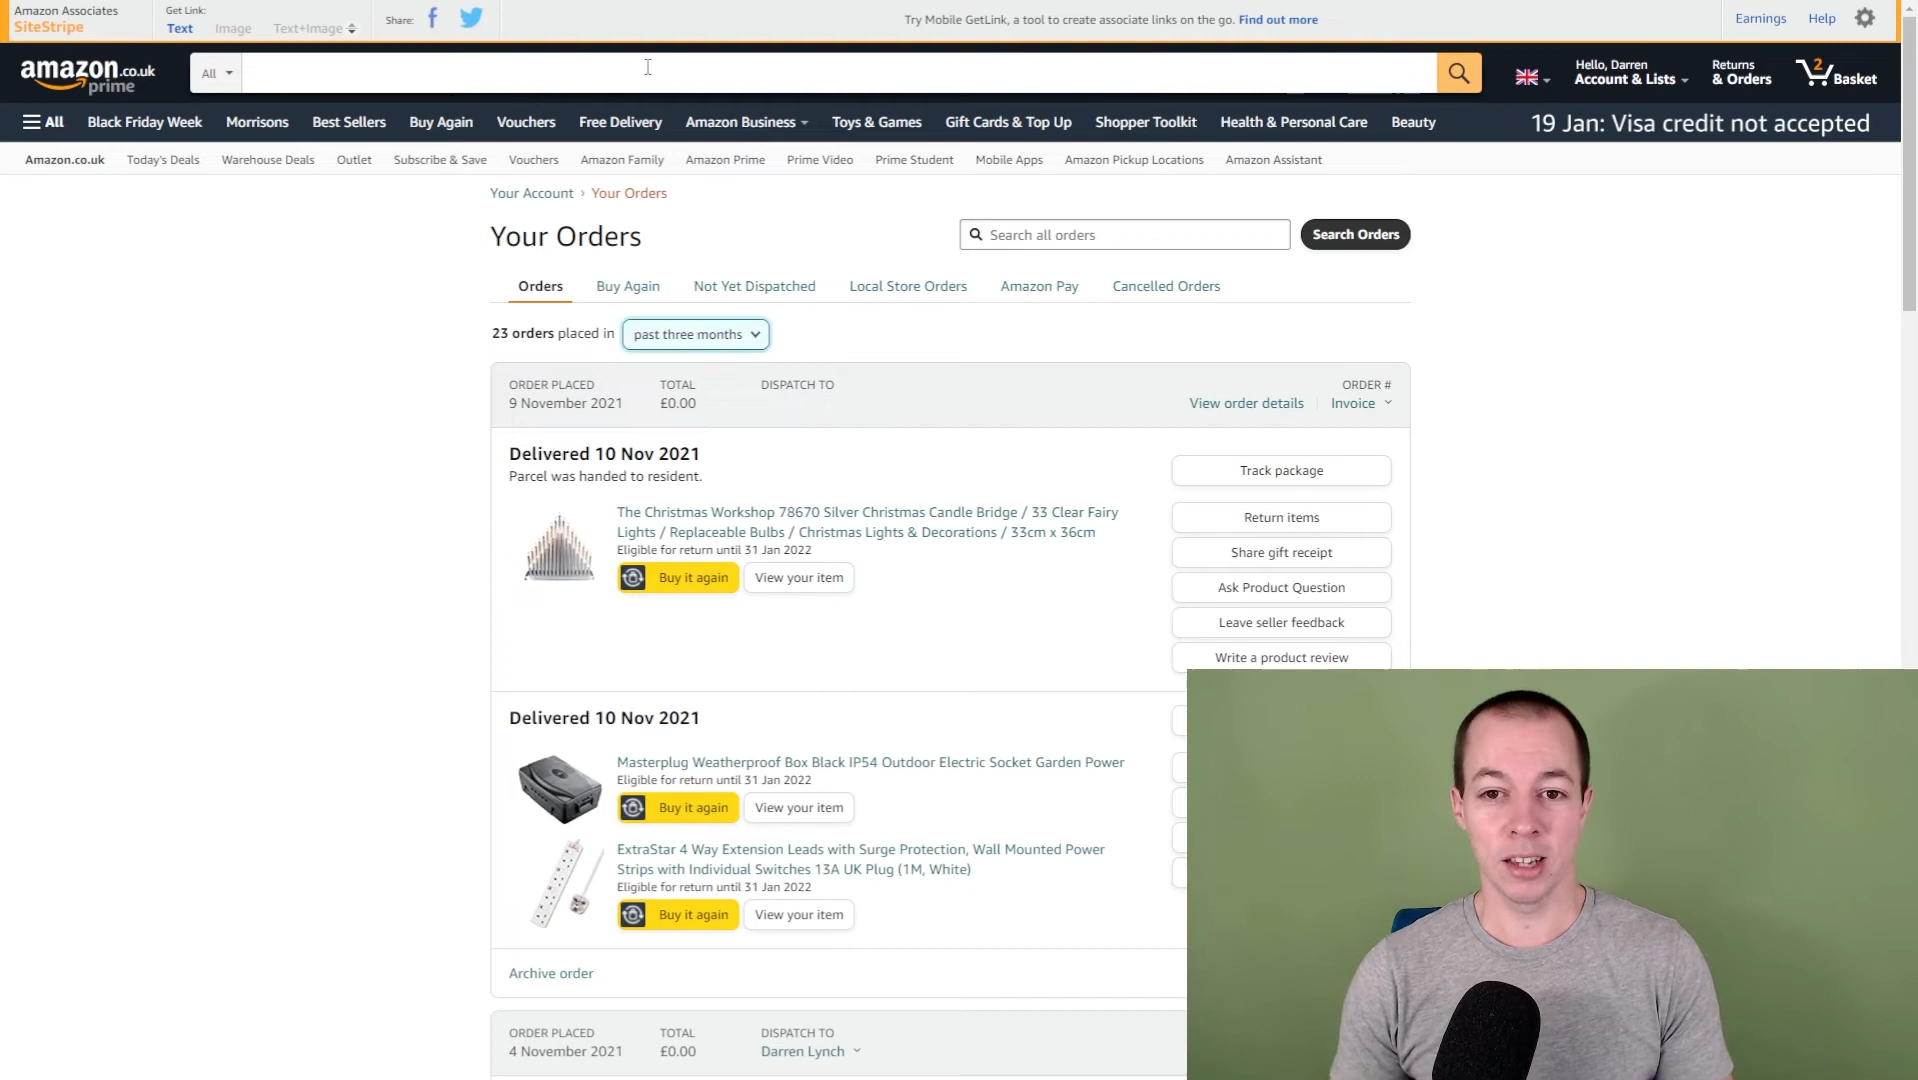 Amazon Associates
SiteStripe
Get Link:
Text
Image
Text+Image
Share:
Try Mobile GetLink, a tool to create associate links on the go. Find out more
Earnings
Help
amazon.co.uk
prime
All
Hello, Darren
Account & Lists
Returns
& Orders
2
Basket
All
Black Friday Week
Morrisons
Best Sellers
Buy Again
Vouchers
Free Delivery
Amazon Business
Toys & Games
Gift Cards & Top Up
Shopper Toolkit
Health & Personal Care
Beauty
19 Jan: Visa credit not accepted
Amazon.co.uk
Today's Deals
Warehouse Deals
Outlet
Subscribe & Save
Vouchers
Amazon Family
Amazon Prime
Prime Video
Prime Student
Mobile Apps
Amazon Pickup Locations
Amazon Assistant
Your Account › Your Orders
Your Orders
Search all orders
Search Orders
Orders
Buy Again
Not Yet Dispatched
Local Store Orders
Amazon Pay
Cancelled Orders
23 orders placed in
past three months
ORDER PLACED
9 November 2021
TOTAL
£0.00
DISPATCH TO
ORDER #
View order details
Invoice
Delivered 10 Nov 2021
Parcel was handed to resident.
The Christmas Workshop 78670 Silver Christmas Candle Bridge / 33 Clear Fairy
Lights / Replaceable Bulbs / Christmas Lights & Decorations / 33cm x 36cm
Eligible for return until 31 Jan 2022
Buy it again
View your item
Track package
Return items
Share gift receipt
Ask Product Question
Leave seller feedback
Write a product review
Delivered 10 Nov 2021
Masterplug Weatherproof Box Black IP54 Outdoor Electric Socket Garden Power
Eligible for return until 31 Jan 2022
Buy it again
View your item
ExtraStar 4 Way Extension Leads with Surge Protection, Wall Mounted Power
Strips with Individual Switches 13A UK Plug (1M, White)
Eligible for return until 31 Jan 2022
Buy it again
View your item
Archive order
ORDER PLACED
4 November 2021
TOTAL
£0.00
DISPATCH TO
Darren Lynch